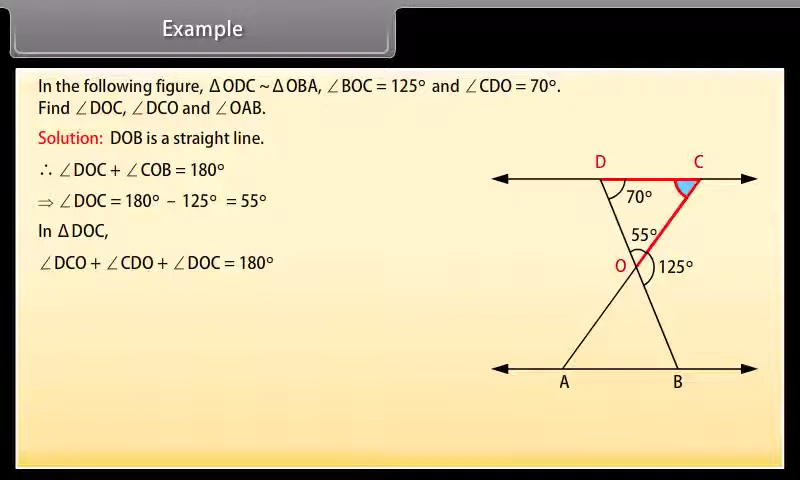 Example
In the following figure, ΔODC ~ ΔOBA, ∠BOC = 125° and ∠CDO = 70°.
Find ∠DOC, ∠DCO and ∠OAB.
Solution: DOB is a straight line.
∴ ∠DOC + ∠COB = 180°
⇒ ∠DOC = 180° – 125° = 55°
In ΔDOC,
∠DCO + ∠CDO + ∠DOC = 180°
D C
70°
55°
O 125°
A B